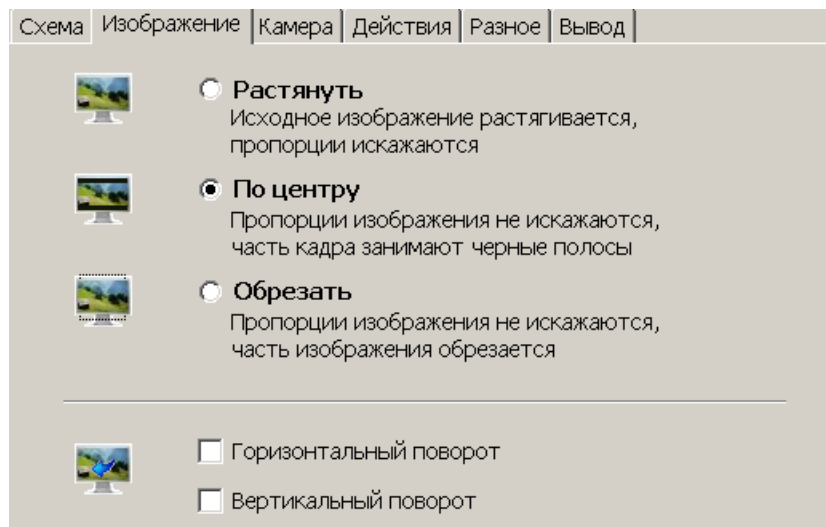 Схема Изображение Камера Действия Разное Вывод
Растянуть
Исходное изображение растягивается,
пропорции искажаются
По центру
Пропорции изображения не искажаются,
часть кадра занимают черные полосы
Обрезать
Пропорции изображения не искажаются,
часть изображения обрезается
Горизонтальный поворот
Вертикальный поворот